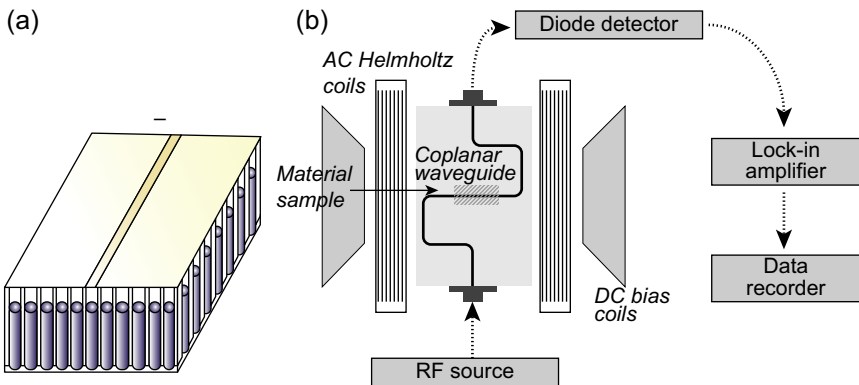 (a)
–
(b)
AC Helmholtz
coils
Diode detector
Coplanar
waveguide
Material
sample
Lock-in
amplifier
Data
recorder
DC bias
coils
RF source